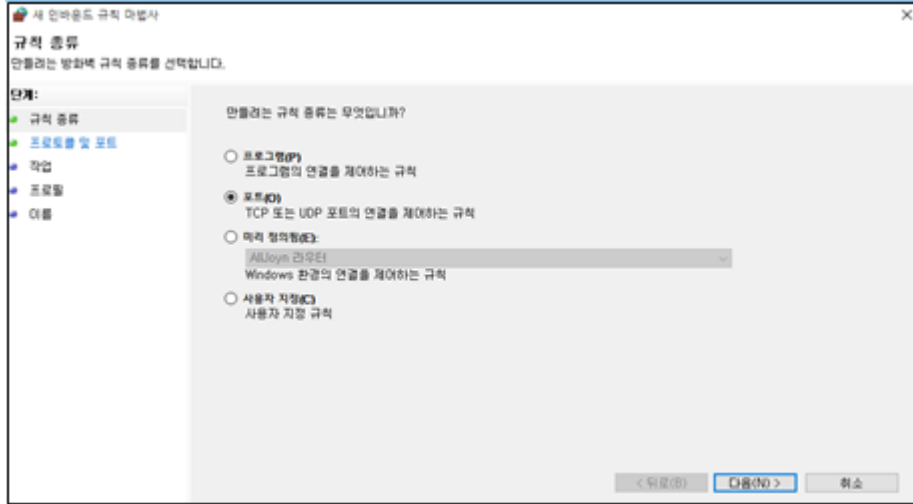 새 인바운드 규칙 마법사
규칙 종류
만들려는 방화벽 규칙 종류를 선택합니다.
단계:
규칙 종류
프로토콜 및 포트
작업
프로필
이름
만들려는 규칙 종류는 무엇입니까?
프로그램(P)
프로그램의 연결을 제어하는 규칙
포트(O)
TCP 또는 UDP 포트의 연결을 제어하는 규칙
미리 정의됨(E):
AllJoyn 라우터
Windows 환경의 연결을 제어하는 규칙
사용자 지정(C)
사용자 지정 규칙
< 뒤로(B)
다음(N) >
취소